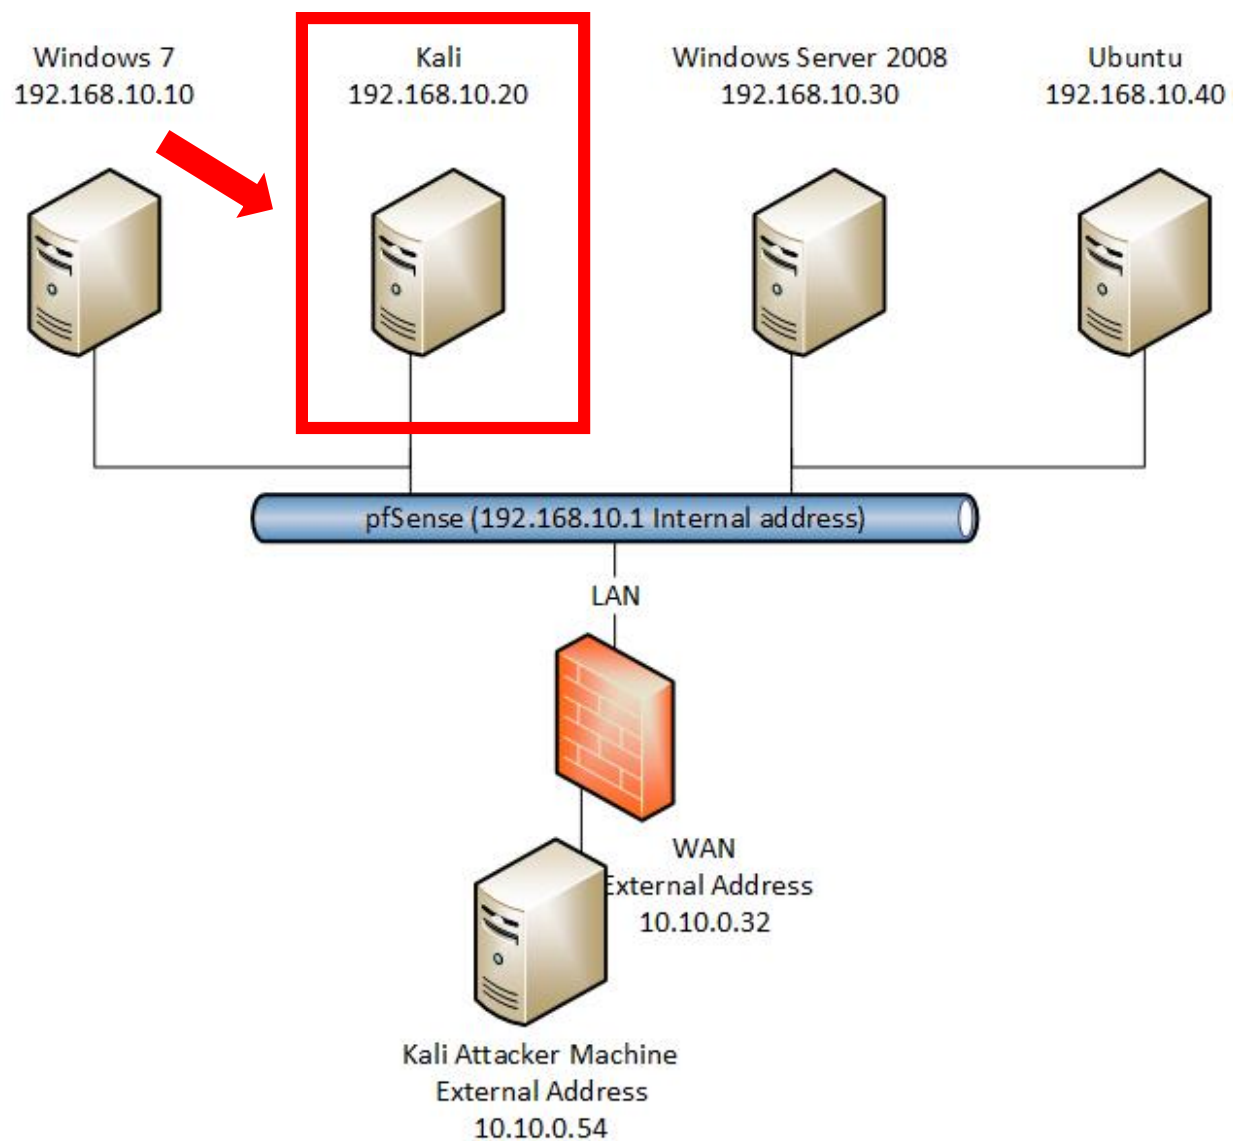 Windows 7
192.168.10.10
Kali
192.168.10.20
Windows Server 2008
192.168.10.30
Ubuntu
192.168.10.40
pfSense (192.168.10.1 Internal address)
LAN
WAN
External Address
10.10.0.32
Kali Attacker Machine
External Address
10.10.0.54